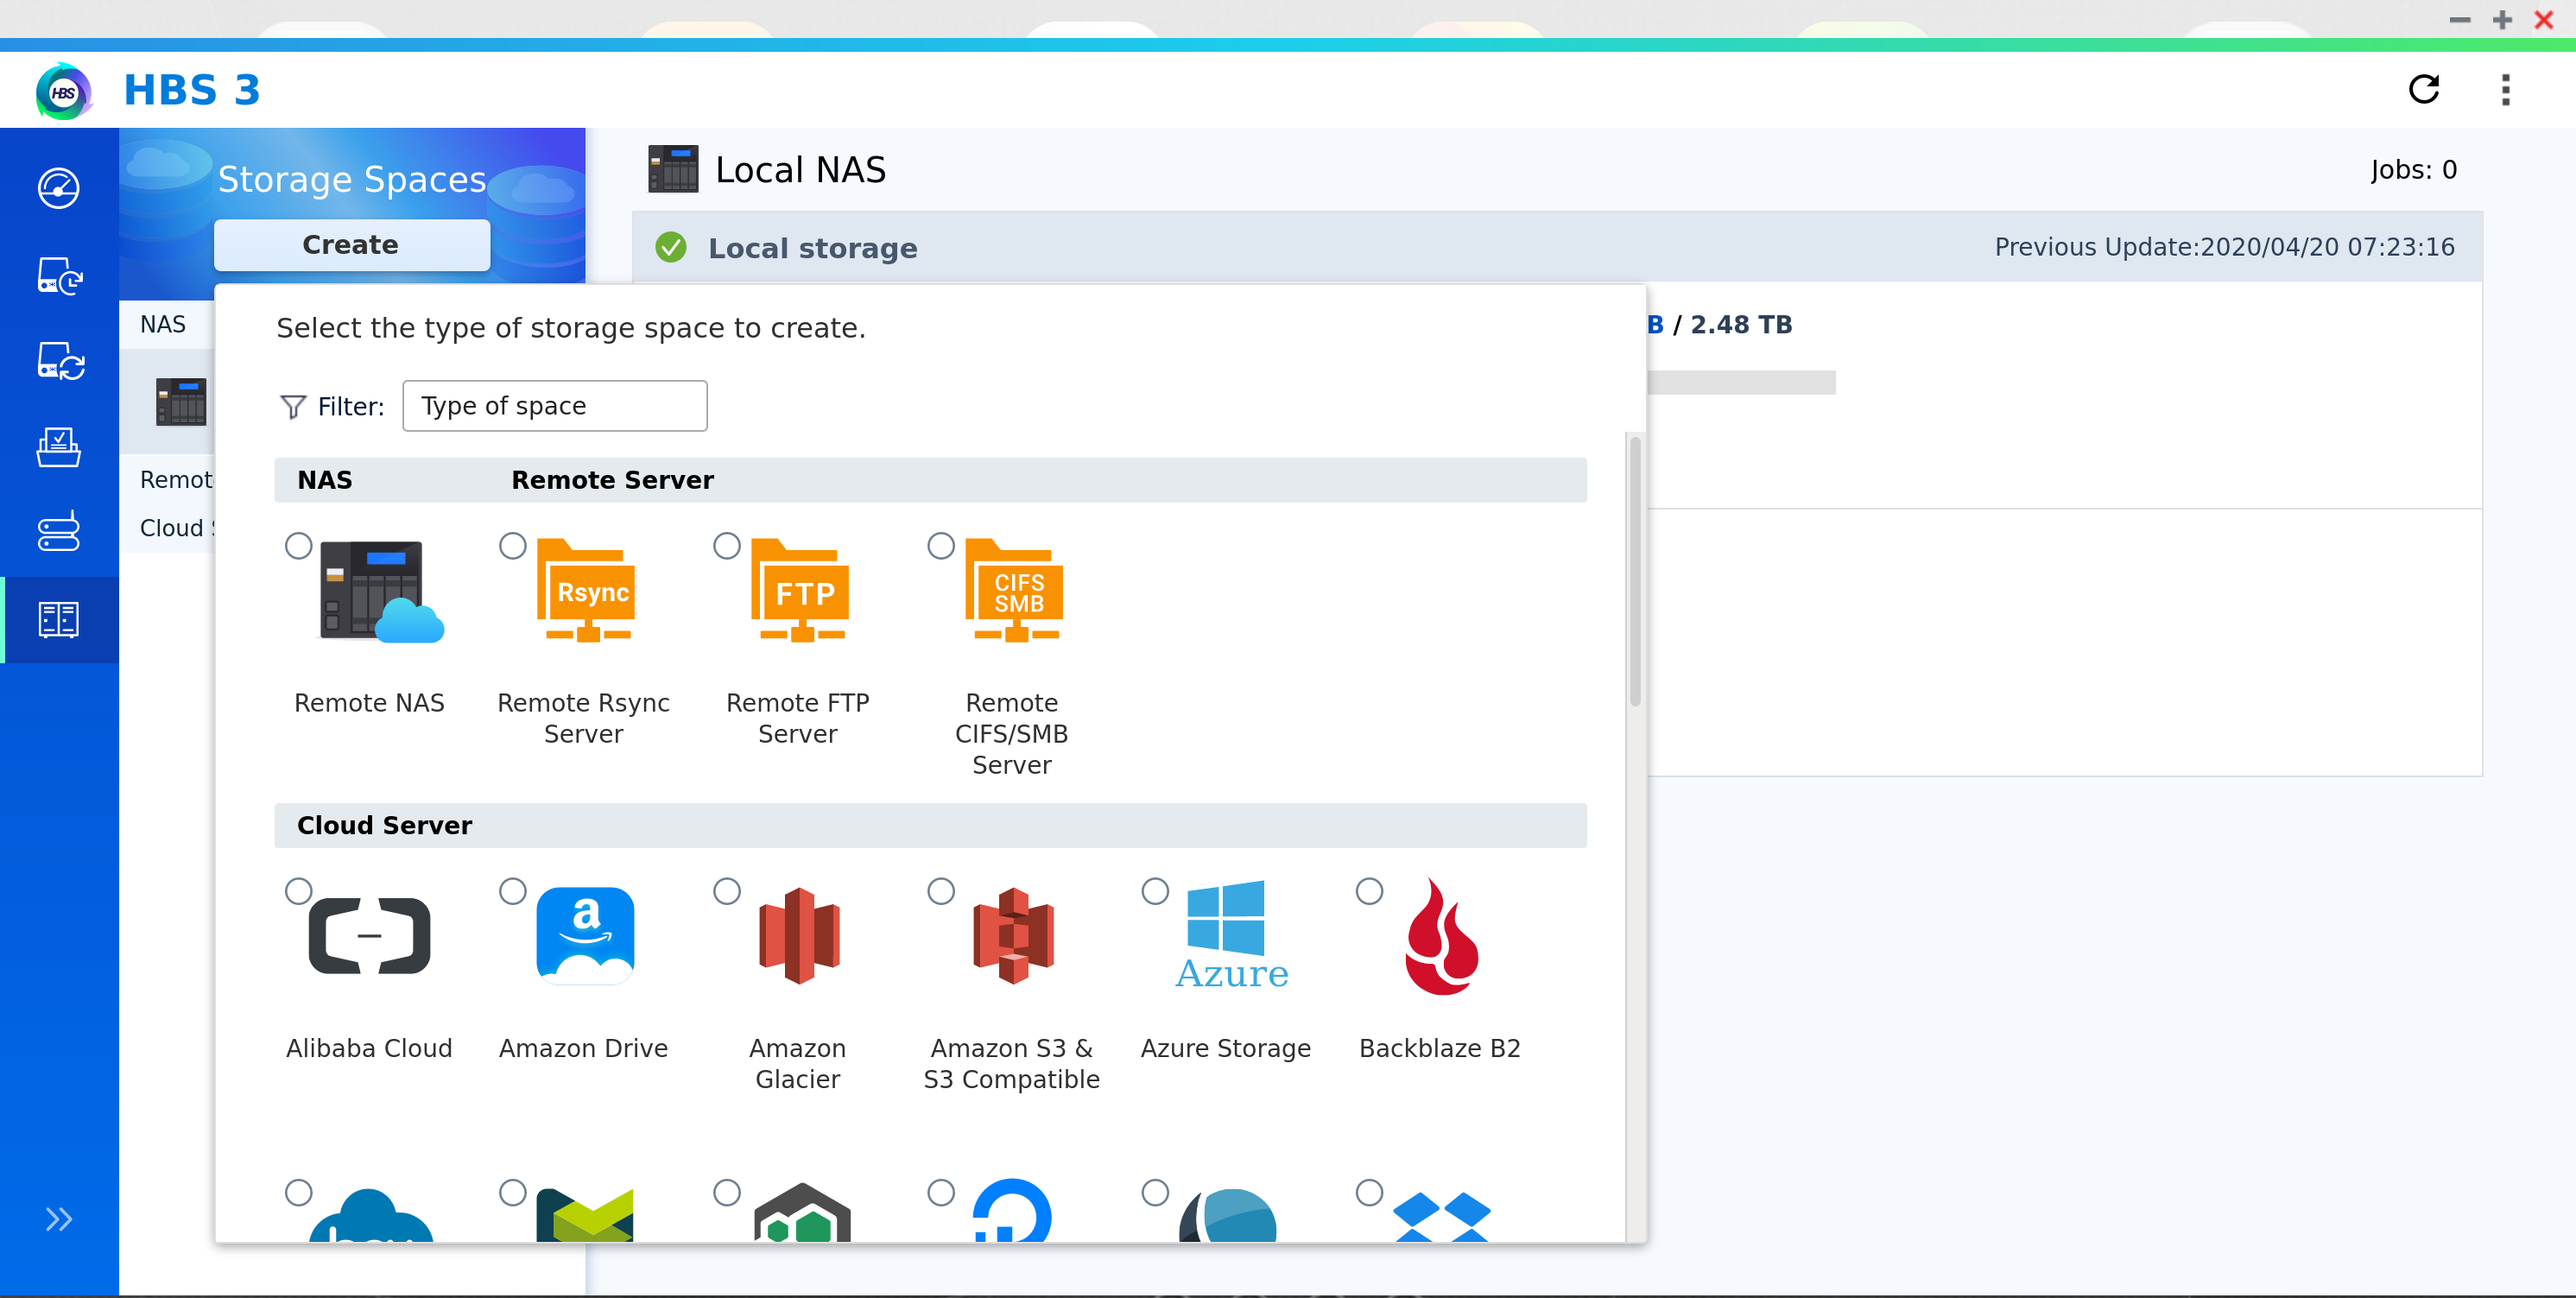 HBS
HBS 3
Storage Spaces
Create
Local NAS
Jobs: 0
Local storage
Previous Update:2020/04/20 07:23:16
NAS
B / 2.48 TB
Select the type of storage space to create.
Filter:
Type of space
Remot
Cloud
NAS
Remote Server
Rsync
FTP
CIFS
SMB
Remote NAS
Remote Rsync
Server
Remote FTP
Server
Remote
CIFS/SMB
Server
Cloud Server
a
Azure
Alibaba Cloud
Amazon Drive
Amazon
Glacier
Amazon S3 &
S3 Compatible
Azure Storage
Backblaze B2